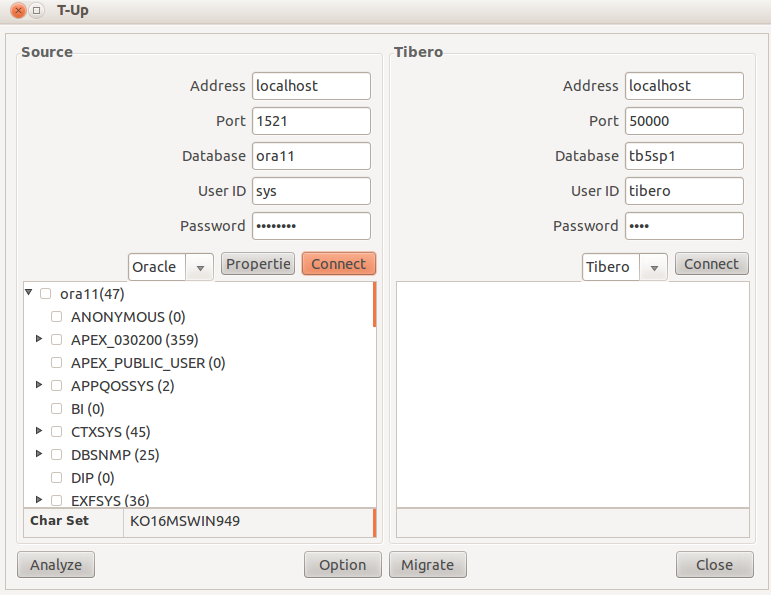 T-Up
Source
Address localhost
Port 1521
Database ora11
User ID sys
Password ••••••••
Oracle Propertie Connect
ora11(47)
ANONYMOUS (0)
APEX_030200 (359)
APEX_PUBLIC_USER (0)
APPQOSSYS (2)
BI (0)
CTXSYS (45)
DBSNMP (25)
DIP (0)
EXFSYS (36)
Char Set KO16MSWIN949
Tibero
Address localhost
Port 50000
Database tb5sp1
User ID tibero
Password ••••
Tibero Connect
Analyze Option Migrate Close